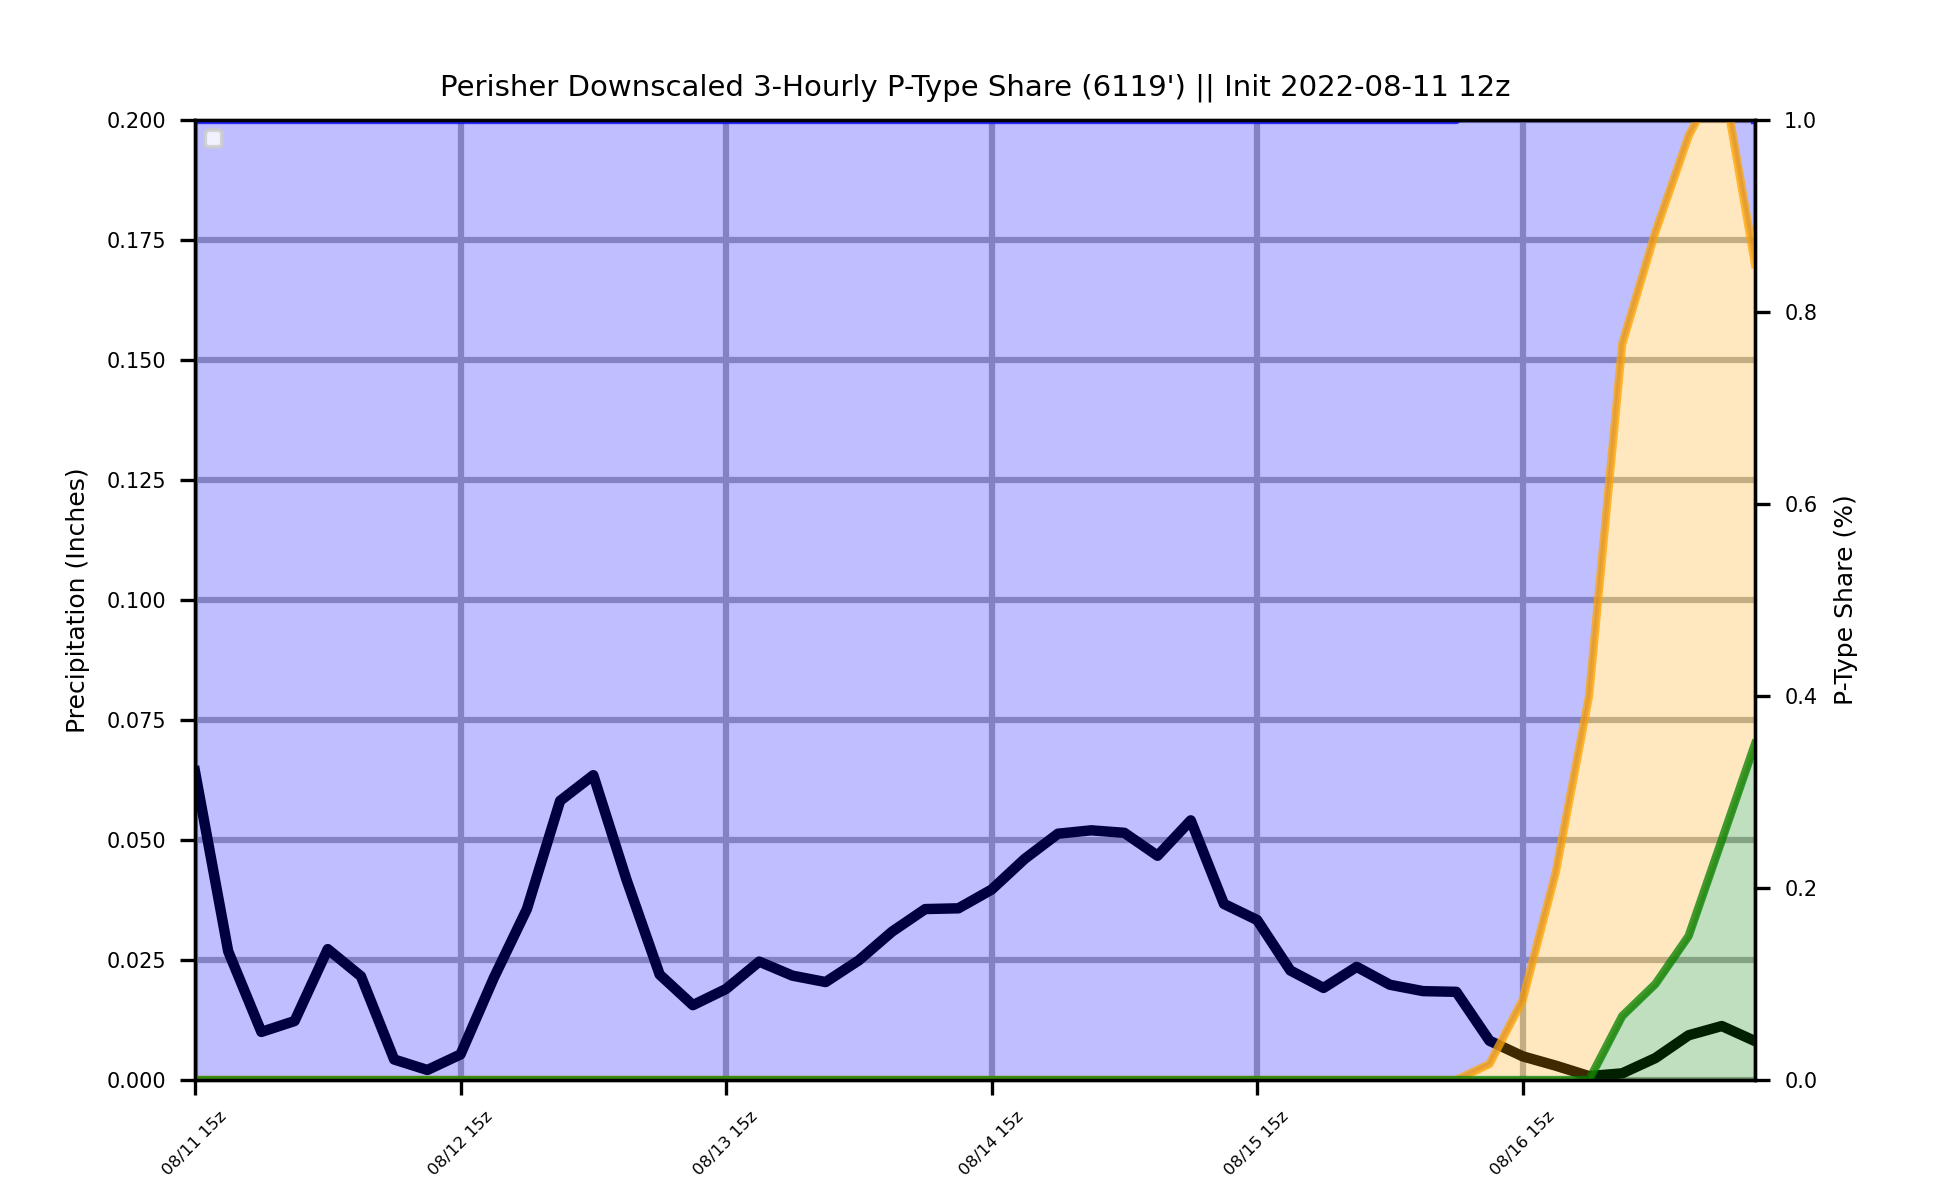 Perisher Downscaled 3-Hourly P-Type Share (6119') || Init 2022-08-11 12z
0.200
0.175
0.150
0.125
0.100
0.075
0.050
0.025
0.000
Precipitation (Inches)
1.0
0.8
0.6
0.4
0.2
0.0
P-Type Share (%)
08/11 15z
08/12 15z
08/13 15z
08/14 15z
08/15 15z
08/16 15z